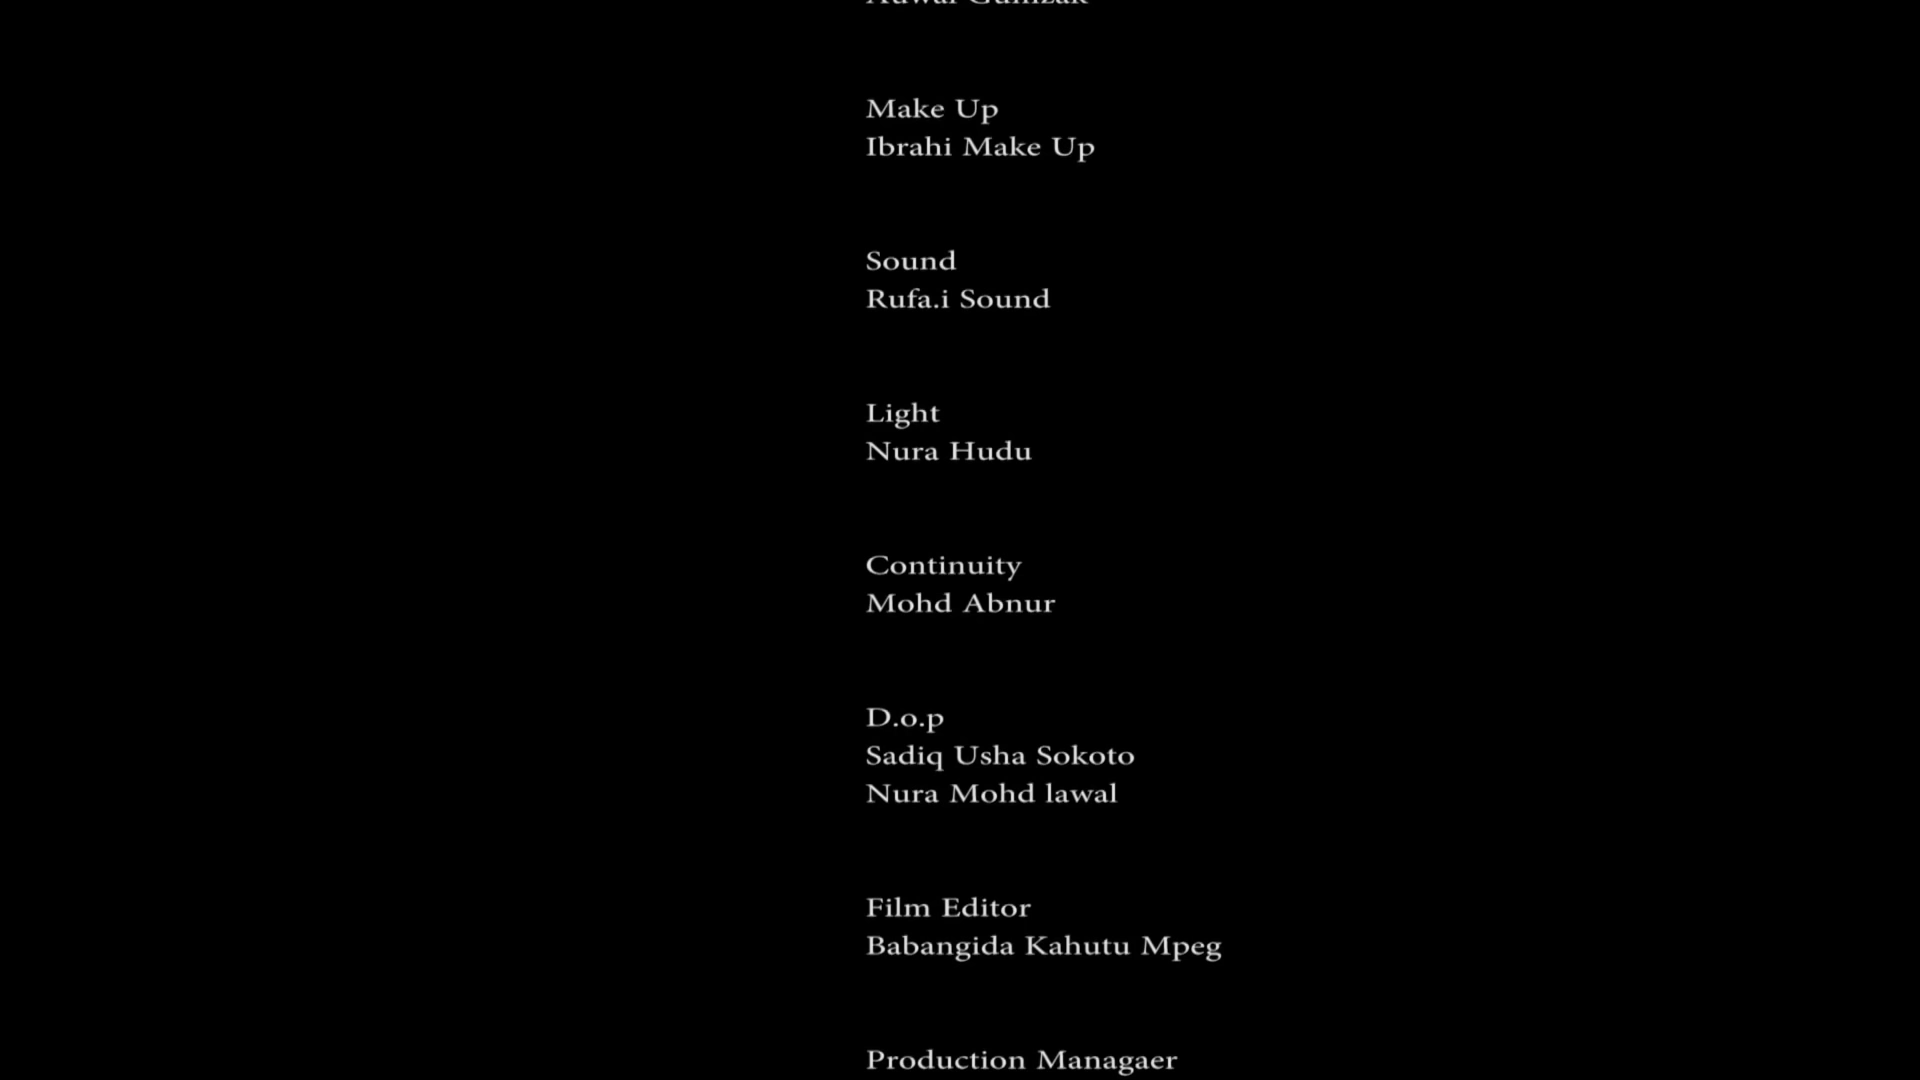 Make Up
Ibrahi Make Up
Sound
Rufa.i Sound
Light
Nura Hudu
Continuity
Mohd Abnur
D.o.p
Sadiq Usha Sokoto
Nura Mohd lawal
Film Editor
Babangida Kahutu Mpeg
Production Managaer